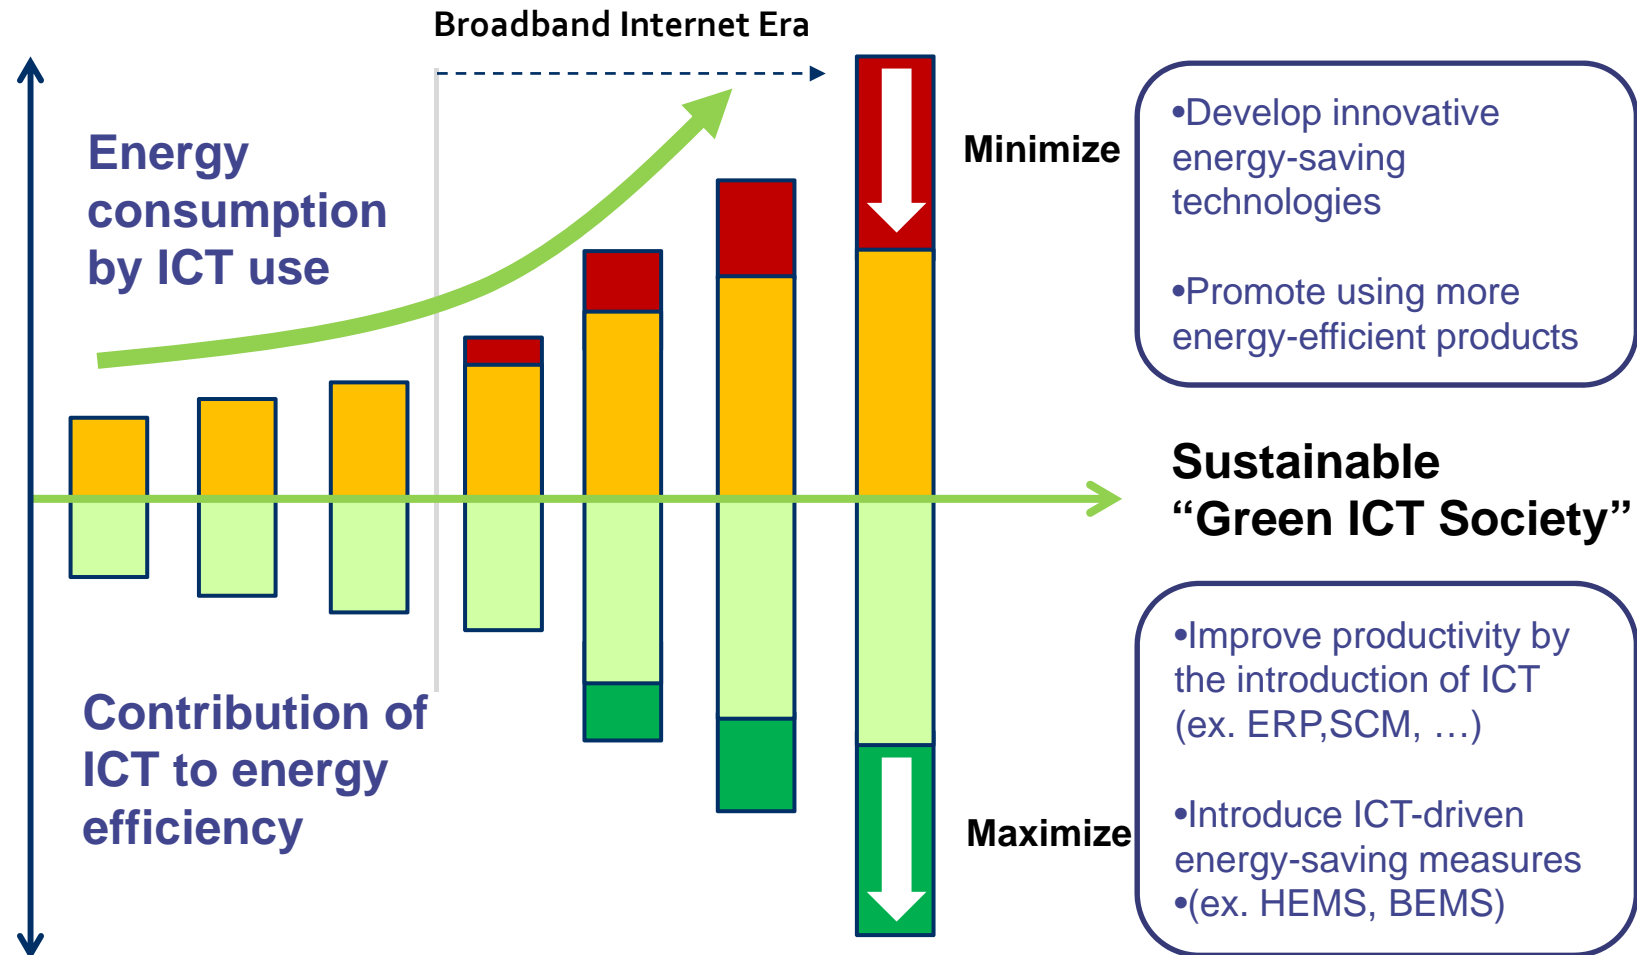 Broadband Internet Era
Energy
consumption
by ICT use
Minimize
•Develop innovative
energy-saving
technologies
•Promote using more
energy-efficient products
Sustainable
“Green ICT Society”
Contribution of
ICT to energy
efficiency
Maximize
•Improve productivity by
the introduction of ICT
(ex. ERP,SCM, …)
•Introduce ICT-driven
energy-saving measures
•(ex. HEMS, BEMS)